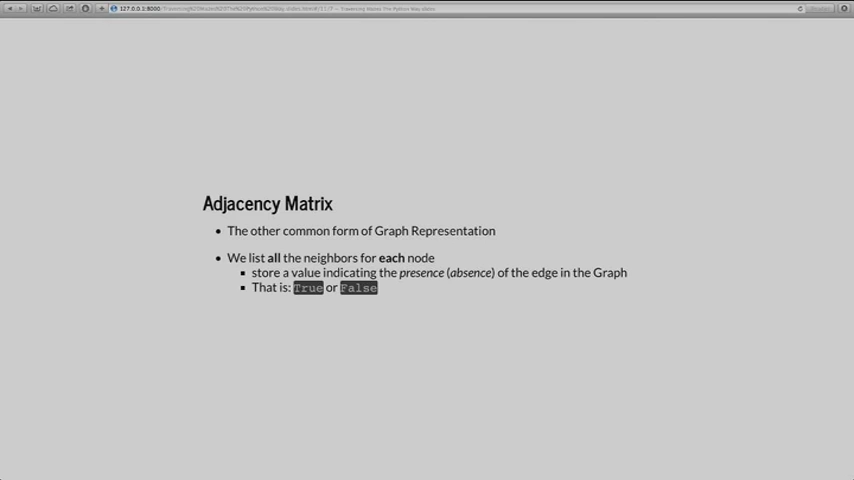 Adjacency Matrix
The other common form of Graph Representation
We list all the neighbors for each node
store a value indicating the presence (absence) of the edge in the Graph
That is: True or False